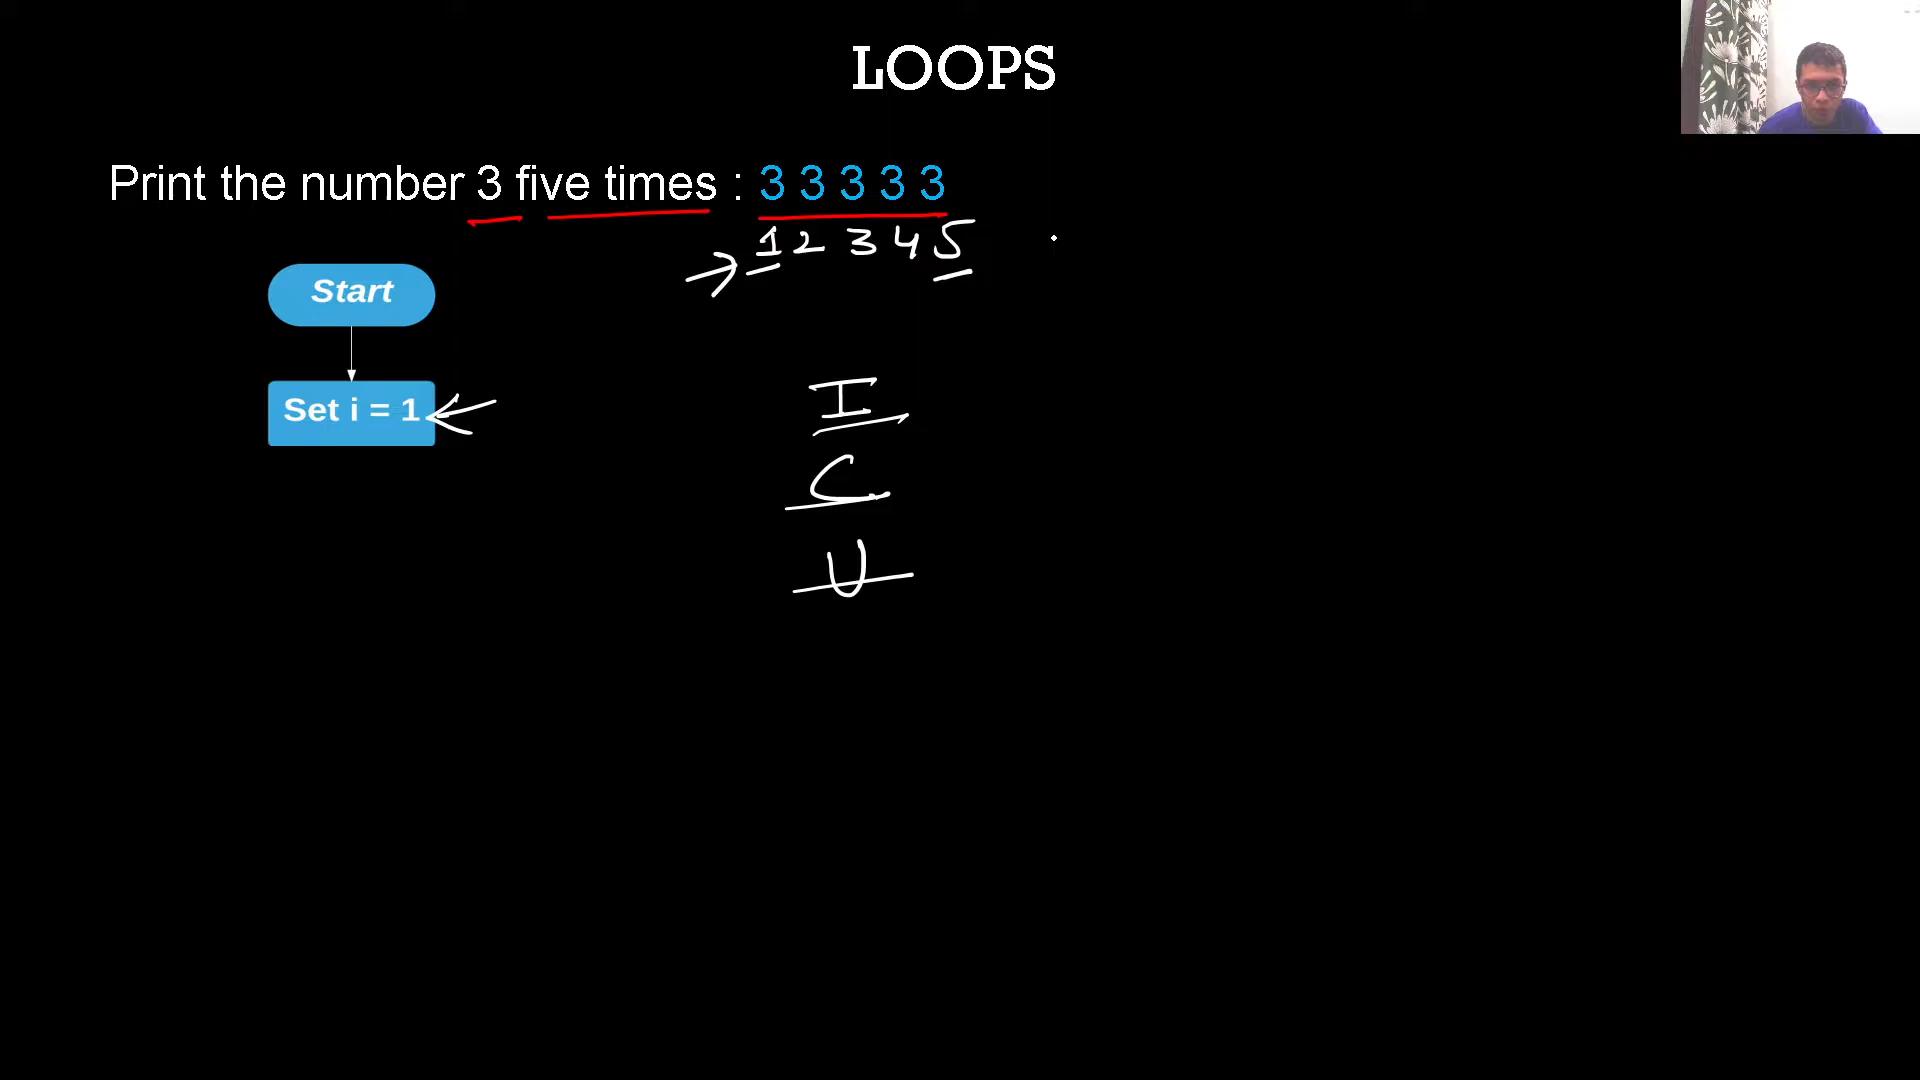 LOOPS
Print the number 3 five times : 3 3 3 3 3
1 2 3 4 5
Start
Set i = 1
I
C
U